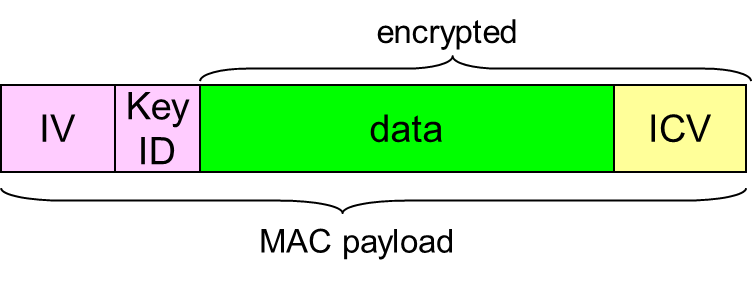 encrypted
IV
Key
ID
data
ICV
MAC payload